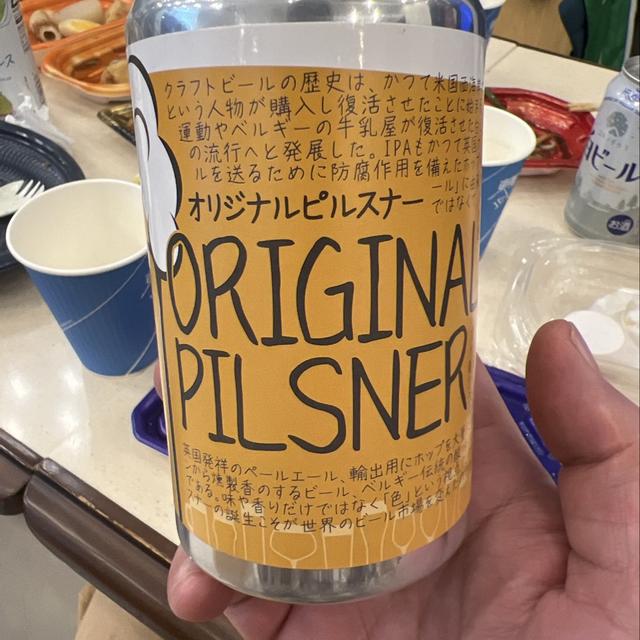 クラフトビールの歴史は、かつて米国西海
という人物が購入し復活させたことに始
運動やベルギーの牛乳屋が復活させた
の流行へと発展した。IPAもかつて英国
ルを送るために防腐作用を備えたホッ
ール」に
ではなく
オリジナルピルスナー
ORIGINAL
PILSNER
英国発祥のペールエール、輸出用にホップを大
から燻製香のするビール、ベルギー伝統の
である。味や香りだけではなく「色」という
の誕生こそが世界のビール市場を
ビール
お酒